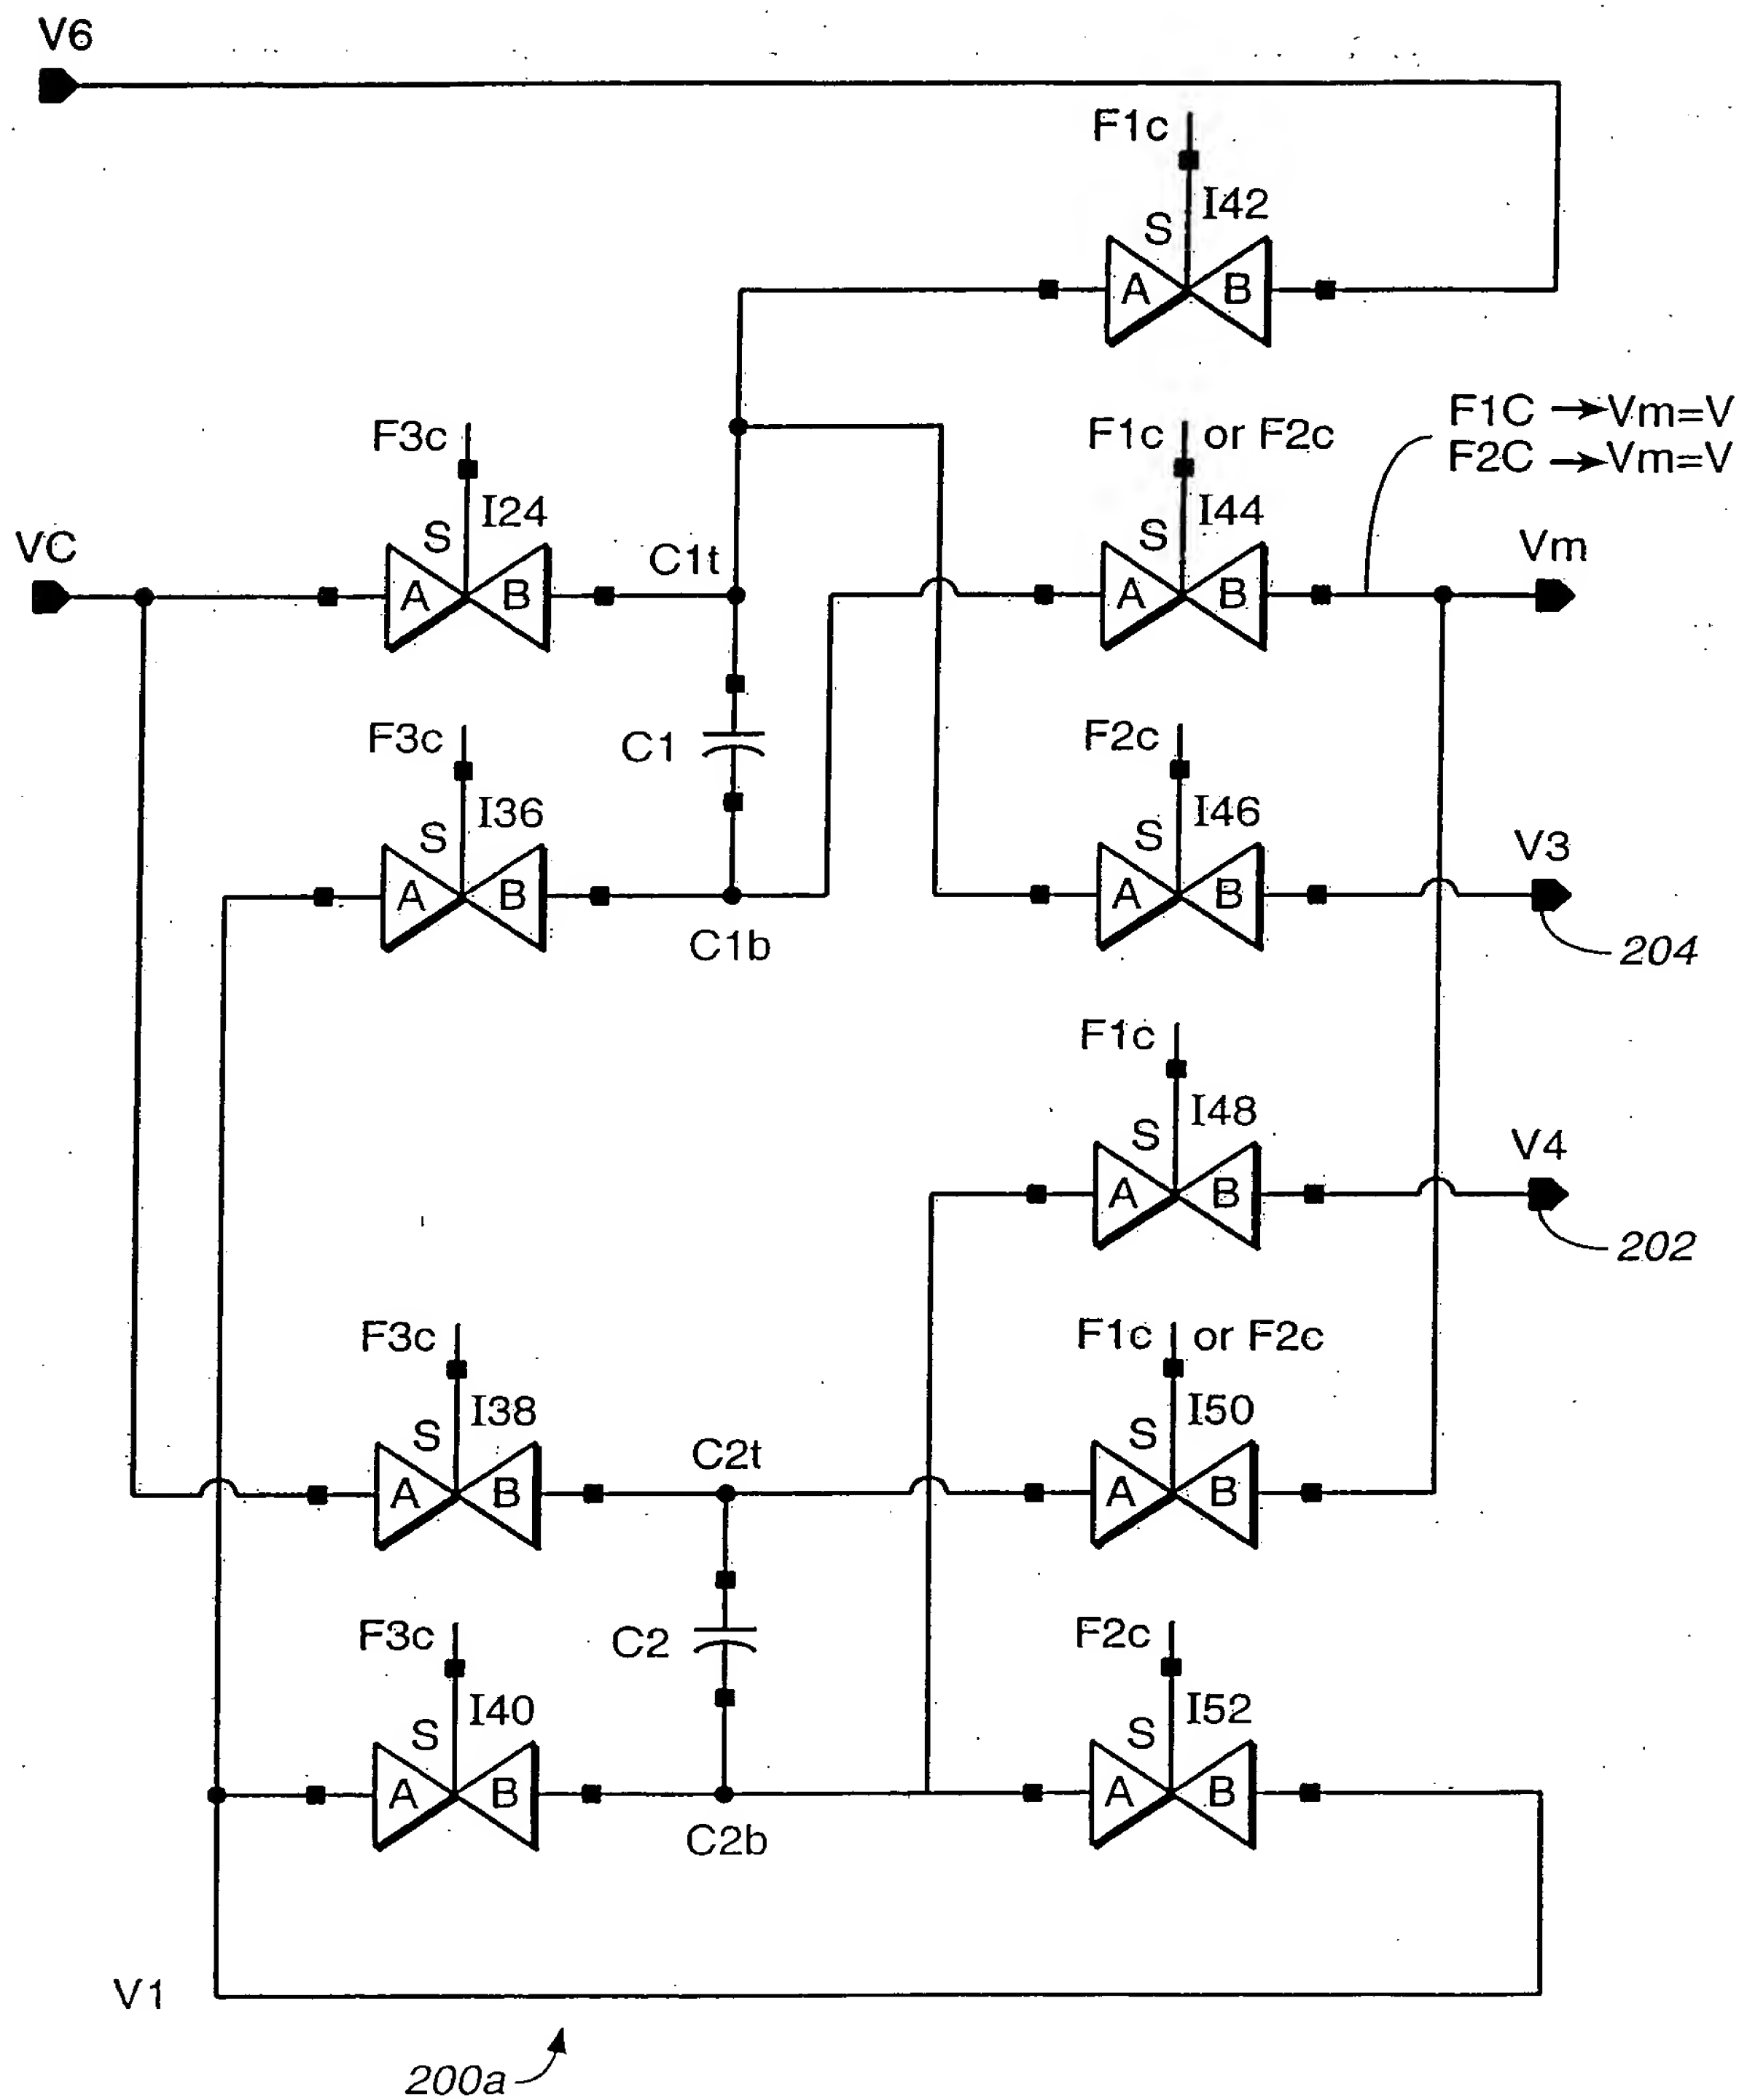 V6
F1c
I42
S
A B
F1C →Vm=V
F2C →Vm=V
F3c
F1c or F2c
I24
S
I44
S
VC
C1t
Vm
A B
A B
F3c
C1
F2c
I36
S
I46
S
V3
A B
A B
C1b
204
F1c
I48
S
V4
A B
202
F3c
F1c or F2c
I38
S
C2t
I50
S
A B
A B
F3c
C2
F2c
I40
S
I52
S
A B
A B
C2b
V1
200a